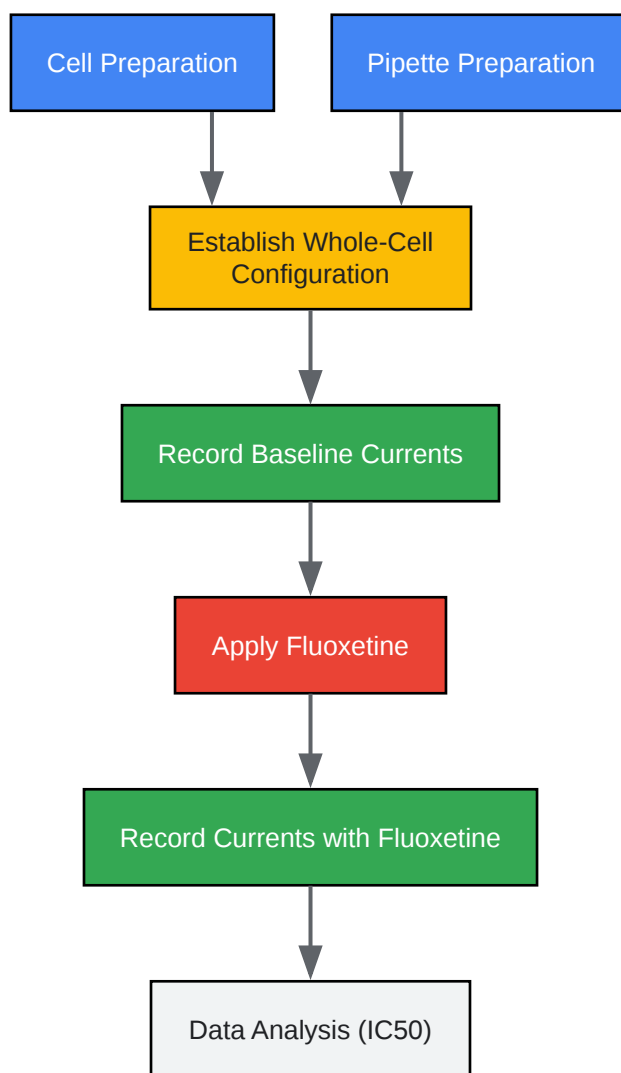 Cell Preparation
Pipette Preparation
Establish Whole-Cell
Configuration
Record Baseline Currents
Apply Fluoxetine
Record Currents with Fluoxetine
Data Analysis (IC50)